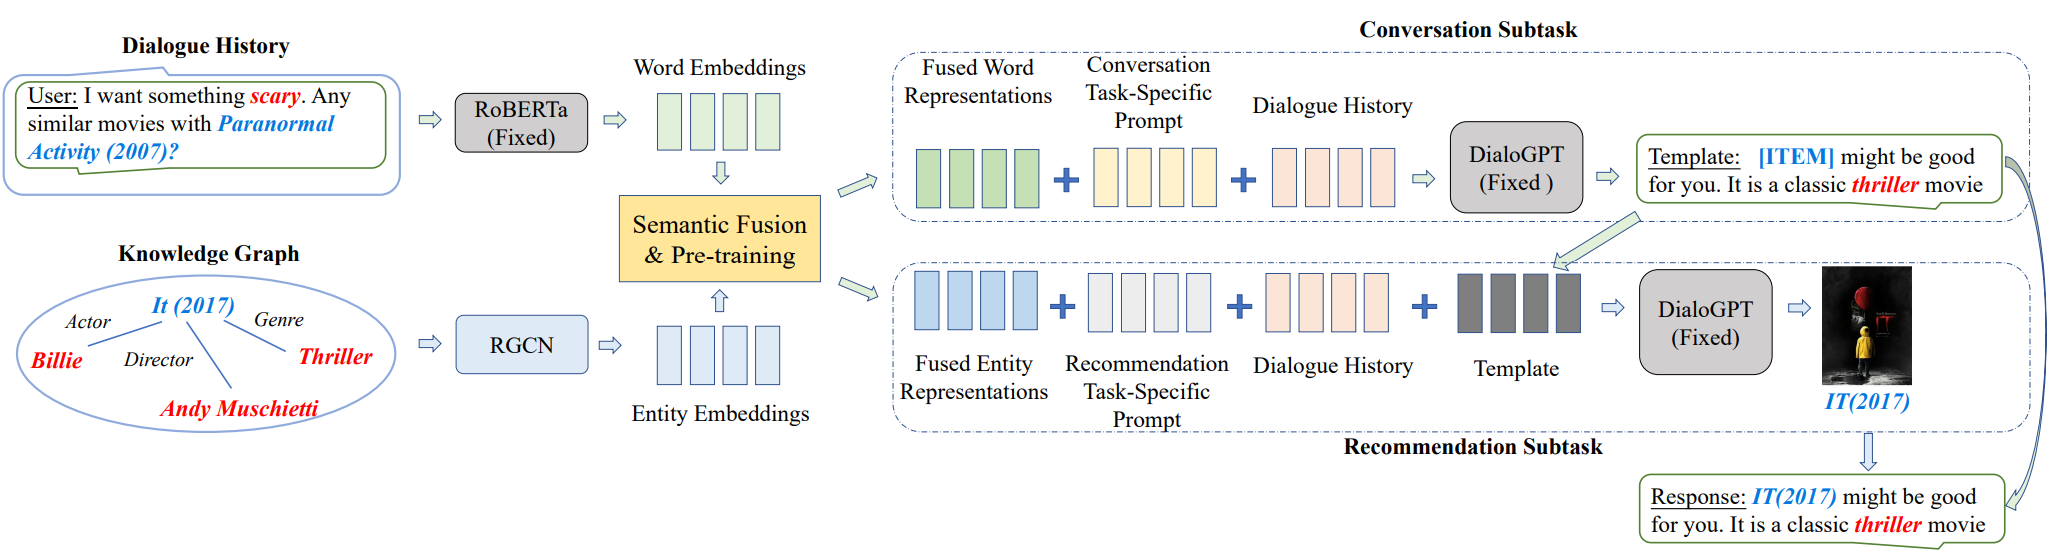 Dialogue History
User: I want something scary. Any
similar movies with Paranormal
Activity (2007)?
Knowledge Graph
It (2017)
Actor
Genre
Billie
Director
Thriller
Andy Muschietti
RoBERTa
(Fixed)
RGCN
Word Embeddings
Semantic Fusion
& Pre-training
Entity Embeddings
Conversation Subtask
Fused Word
Representations
Conversation
Task-Specific
Prompt
Dialogue History
DialoGPT
(Fixed )
Template: [ITEM] might be good
for you. It is a classic thriller movie
Fused Entity
Representations
Recommendation
Task-Specific
Prompt
Dialogue History
Template
DialoGPT
(Fixed)
IT(2017)
Recommendation Subtask
Response: IT(2017) might be good
for you. It is a classic thriller movie